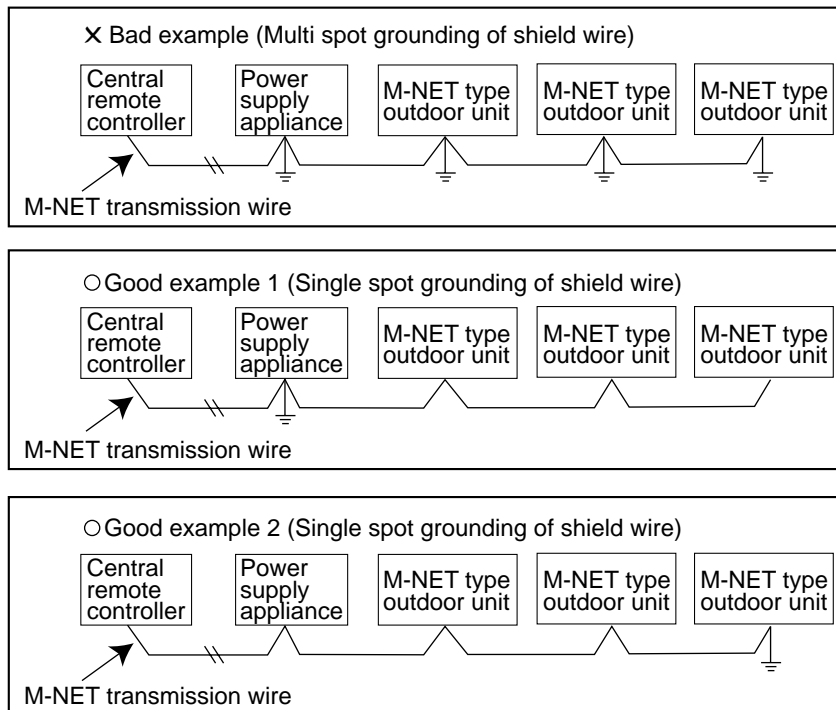 × Bad example (Multi spot grounding of shield wire)
Central
remote
controller
Power
supply
appliance
M-NET type
outdoor unit
M-NET type
outdoor unit
M-NET type
outdoor unit
M-NET transmission wire
○ Good example 1 (Single spot grounding of shield wire)
Central
remote
controller
Power
supply
appliance
M-NET type
outdoor unit
M-NET type
outdoor unit
M-NET type
outdoor unit
M-NET transmission wire
○ Good example 2 (Single spot grounding of shield wire)
Central
remote
controller
Power
supply
appliance
M-NET type
outdoor unit
M-NET type
outdoor unit
M-NET type
outdoor unit
M-NET transmission wire